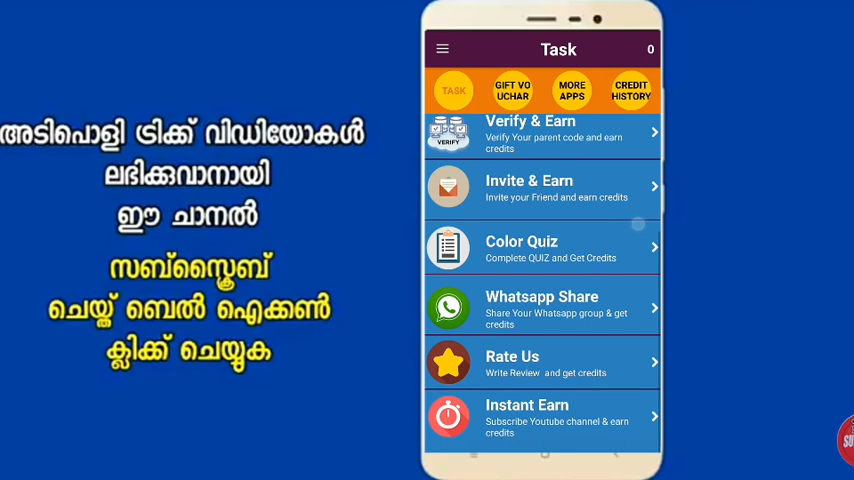 അടിപൊളി ട്രിക്ക് വിഡിയോകൾ
ലഭിക്കുവാനായി
ഈ ചാനൽ
സബ്സ്ക്രൈബ്
ചെയ്ത് ബെൽ ഐക്കൺ
ക്ലിക്ക് ചെയ്യുക
Task
0
TASK
GIFT VO
UCHAR
MORE
APPS
CREDIT
HISTORY
VERIFY
Verify & Earn
Verify Your parent code and earn
credits
Invite & Earn
Invite your Friend and earn credits
Color Quiz
Complete QUIZ and Get Credits
Whatsapp Share
Share Your Whatsapp group & get
credits
Rate Us
Write Review and get credits
Instant Earn
Subscribe Youtube channel & earn
credits